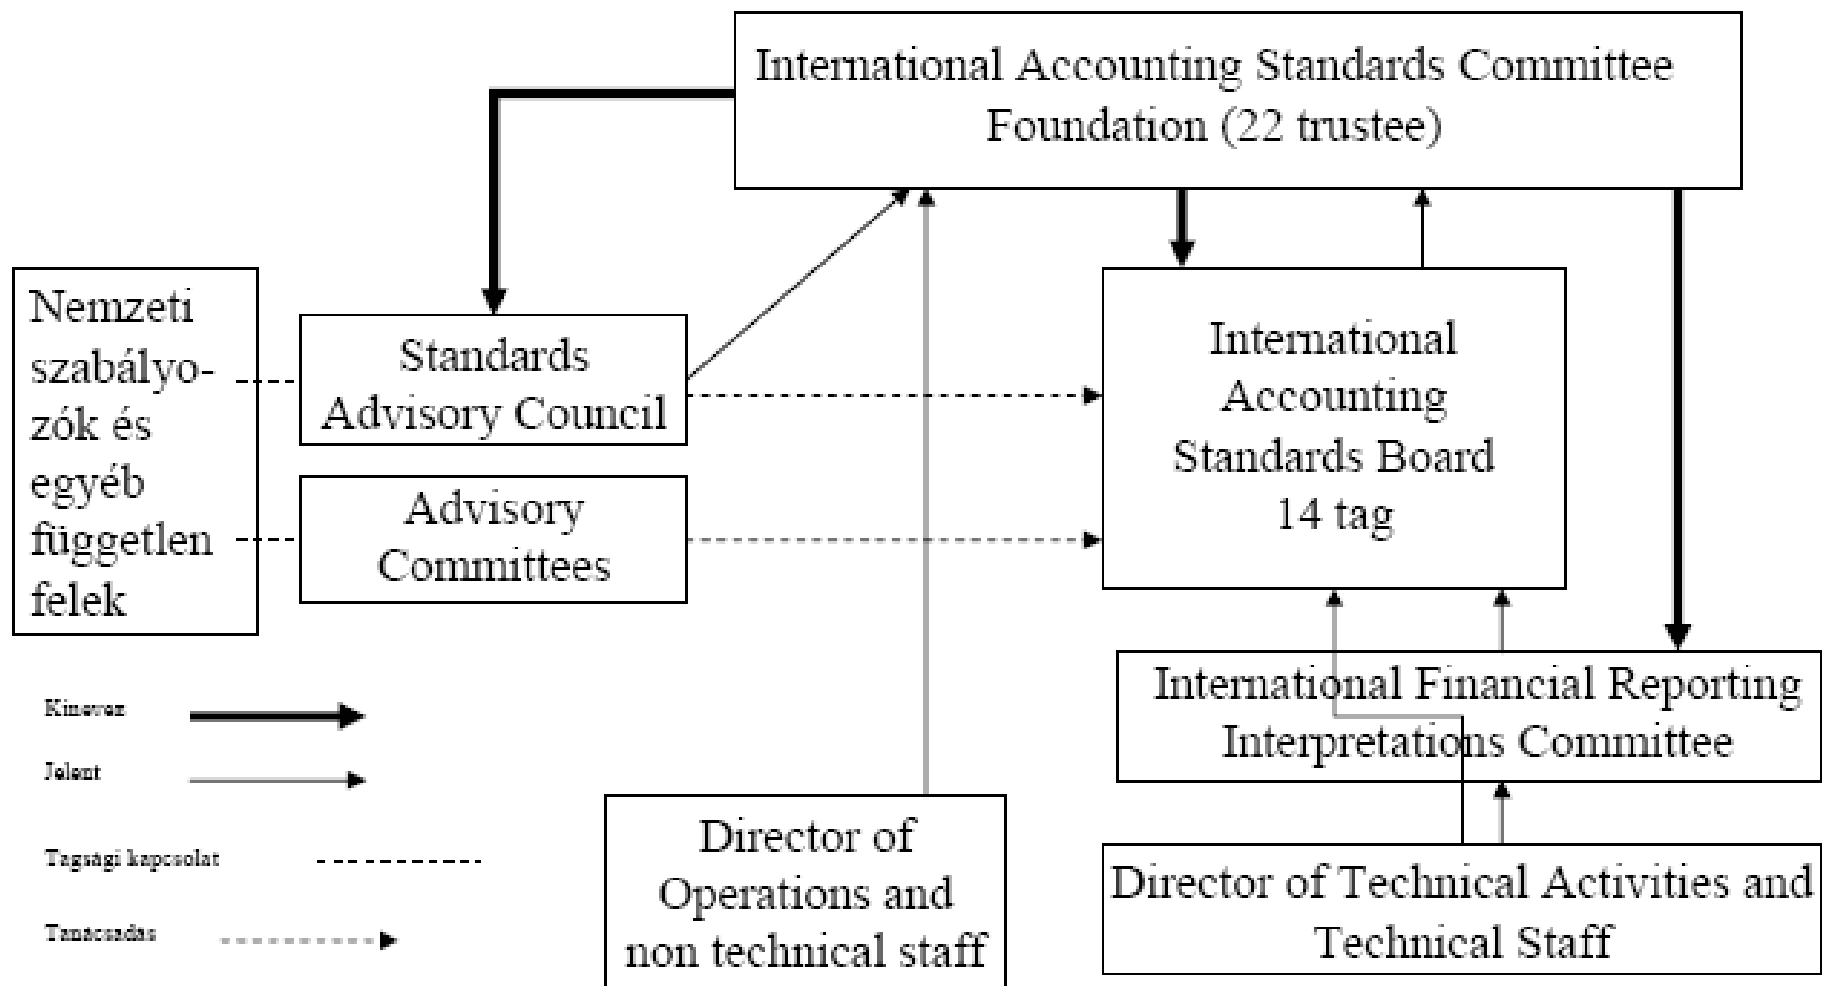 International Accounting Standards Committee
Foundation (22 trustee)
Nemzeti
szabályo-
zók és
egyéb
független
felek
Standards
Advisory Council
Advisory
Committees
International
Accounting
Standards Board
14 tag
International Financial Reporting
Interpretations Committee
Kinevez
Jelent
Tagsági kapcsolat
Tanácsadás
Director of
Operations and
non technical staff
Director of Technical Activities and
Technical Staff